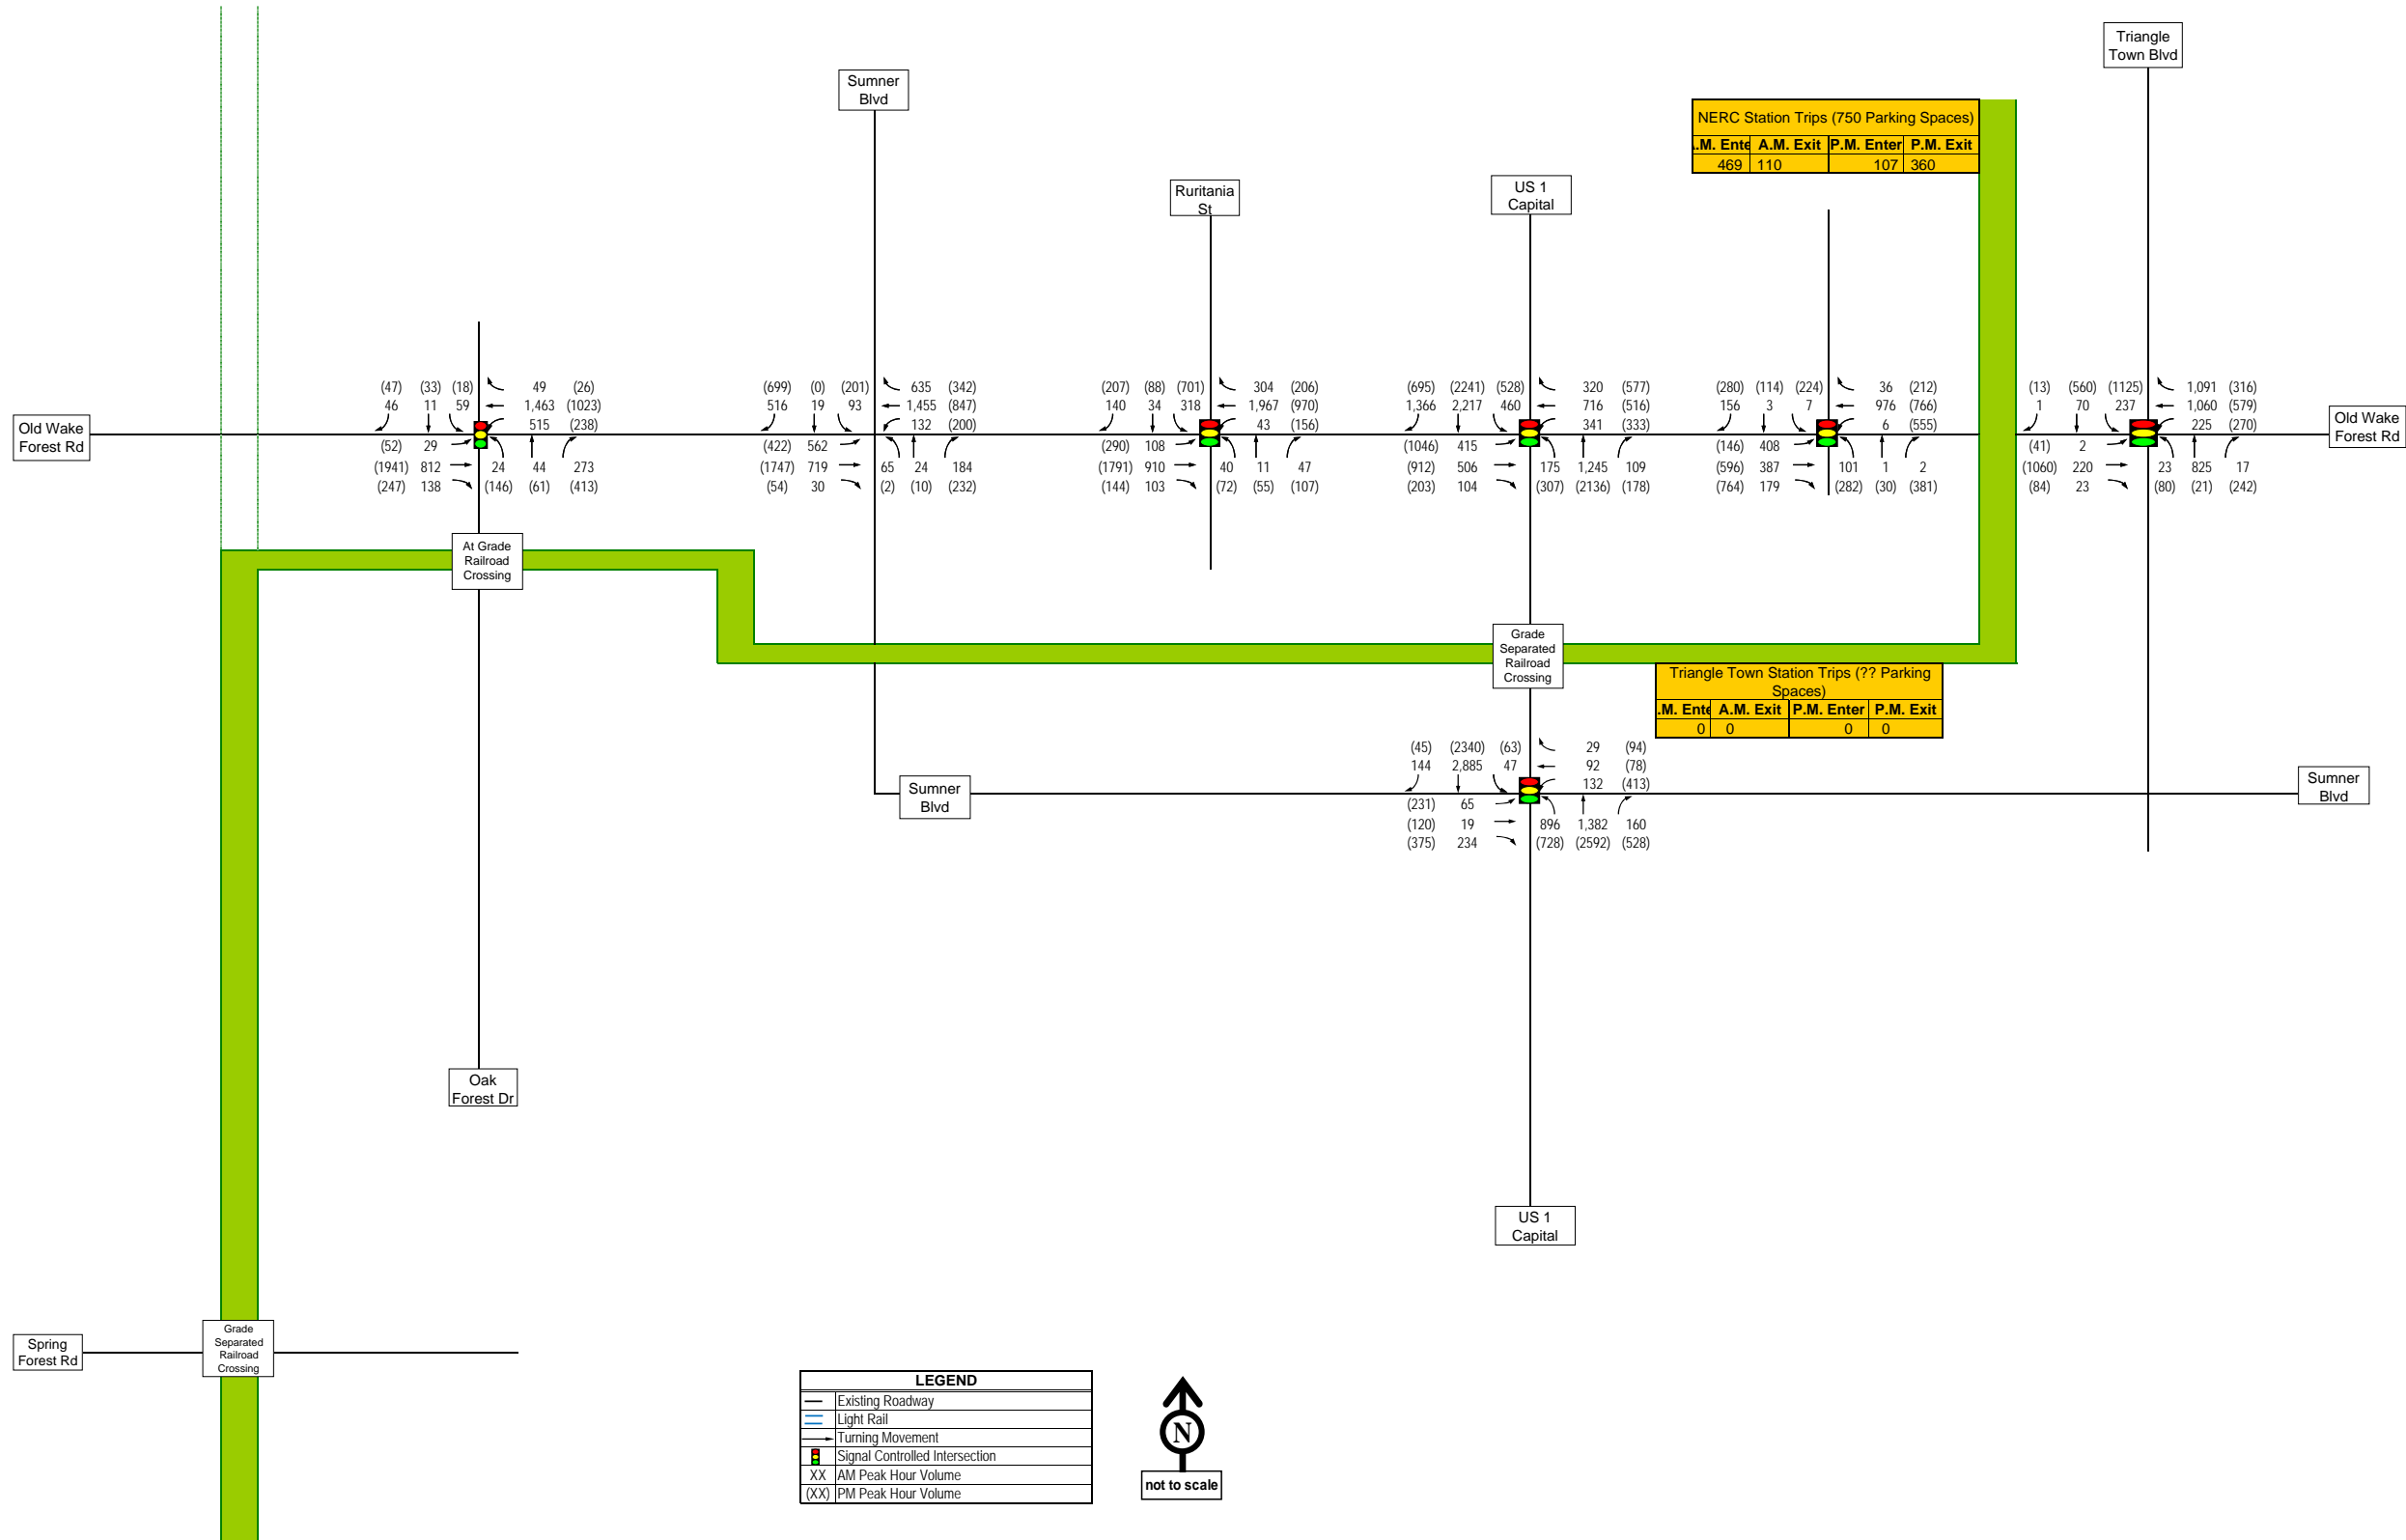 Triangle
Town Blvd
Sumner
Blvd
NERC Station Trips (750 Parking Spaces)
.M. Ente A.M. Exit P.M. Enter P.M. Exit
469 110 107 360
Ruritania
St
US 1
Capital
Old Wake
Forest Rd
(47) (33) (18) 49 (26)
46 11 59 1,463 (1023)
515 (238)
(52) 29
(1941) 812 24 44 273
(247) 138 (146) (61) (413)
(699) (0) (201) 635 (342)
516 19 93 1,455 (847)
132 (200)
(422) 562
(1747) 719 65 24 184
(54) 30 (2) (10) (232)
(207) (88) (701) 304 (206)
140 34 318 1,967 (970)
43 (156)
(290) 108
(1791) 910 40 11 47
(144) 103 (72) (55) (107)
(695) (2241) (528) 320 (577)
1,366 2,217 460 716 (516)
341 (333)
(1046) 415
(912) 506 175 1,245 109
(203) 104 (307) (2136) (178)
(280) (114) (224) 36 (212)
156 3 7 976 (766)
6 (555)
(146) 408
(596) 387 101 1 2
(764) 179 (282) (30) (381)
(13) (560) (1125) 1,091 (316)
1 70 237 1,060 (579)
225 (270)
(41) 2
(1060) 220 23 825 17
(84) 23 (80) (21) (242)
Old Wake
Forest Rd
At Grade
Railroad
Crossing
Grade
Separated
Railroad
Crossing
Triangle Town Station Trips (?? Parking
Spaces)
.M. Ente A.M. Exit P.M. Enter P.M. Exit
0 0 0 0
Sumner
Blvd
(45) (2340) (63) 29 (94)
144 2,885 47 92 (78)
132 (413)
(231) 65
(120) 19 896 1,382 160
(375) 234 (728) (2592) (528)
Sumner
Blvd
Oak
Forest Dr
US 1
Capital
Spring
Forest Rd
Grade
Separated
Railroad
Crossing
LEGEND
Existing Roadway
Light Rail
Turning Movement
Signal Controlled Intersection
XX AM Peak Hour Volume
(XX) PM Peak Hour Volume
N
not to scale